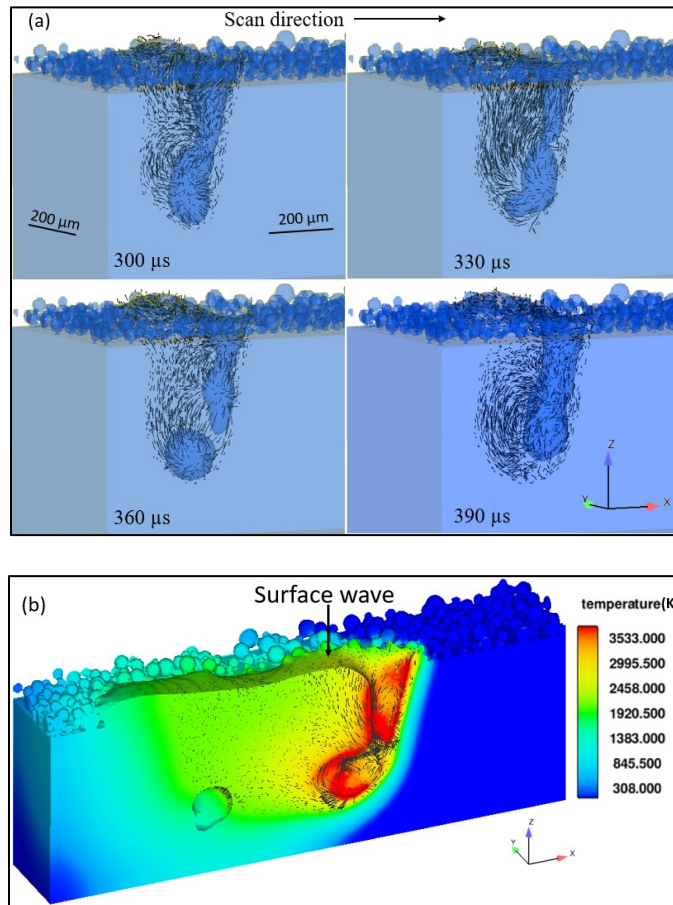 (a)
Scan direction
200 µm
200 µm
300 µs
330 µs
360 µs
390 µs
Z
Y
X
(b)
Surface wave
temperature(K
3533.000
2995.500
2458.000
1920.500
1383.000
845.500
308.000
Z
Y
X